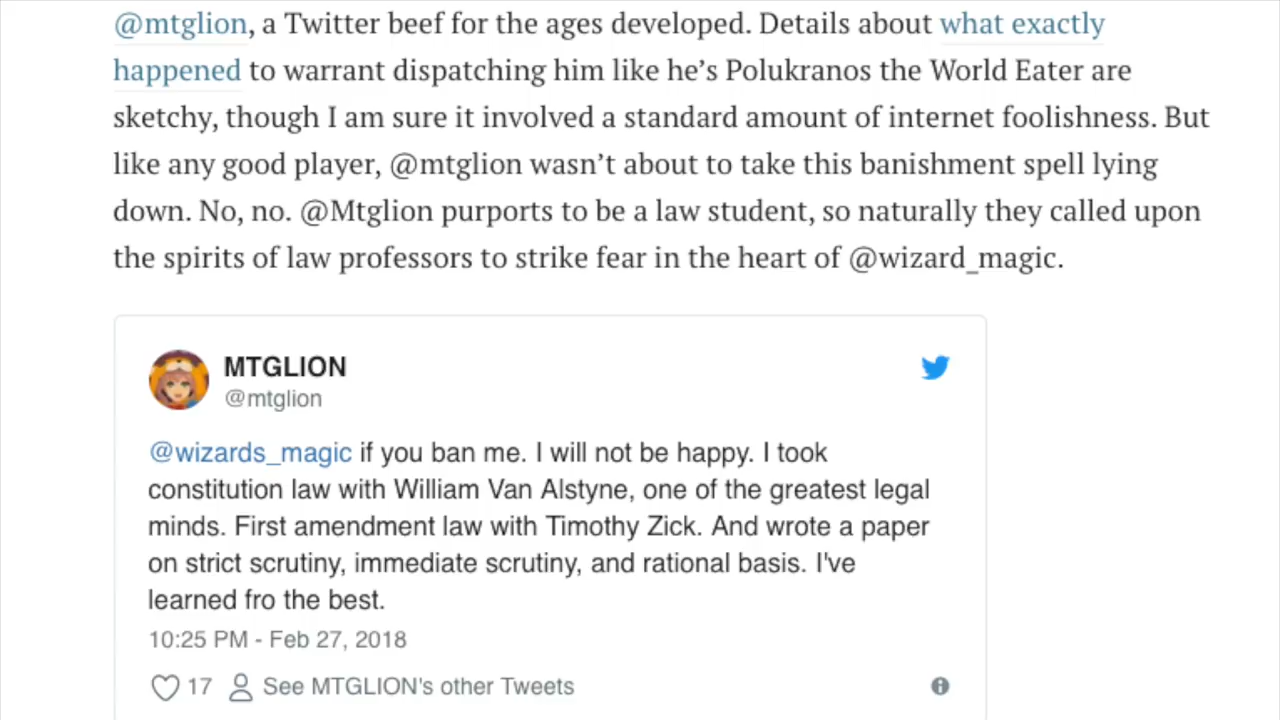 @mtglion, a Twitter beef for the ages developed. Details about what exactly
happened to warrant dispatching him like he’s Polukranos the World Eater are
sketchy, though I am sure it involved a standard amount of internet foolishness. But
like any good player, @mtglion wasn’t about to take this banishment spell lying
down. No, no. @Mtglion purports to be a law student, so naturally they called upon
the spirits of law professors to strike fear in the heart of @wizard_magic.
MTGLION
@mtglion
@wizards_magic if you ban me. I will not be happy. I took
constitution law with William Van Alstyne, one of the greatest legal
minds. First amendment law with Timothy Zick. And wrote a paper
on strict scrutiny, immediate scrutiny, and rational basis. I've
learned fro the best.
10:25 PM - Feb 27, 2018
17 See MTGLION's other Tweets